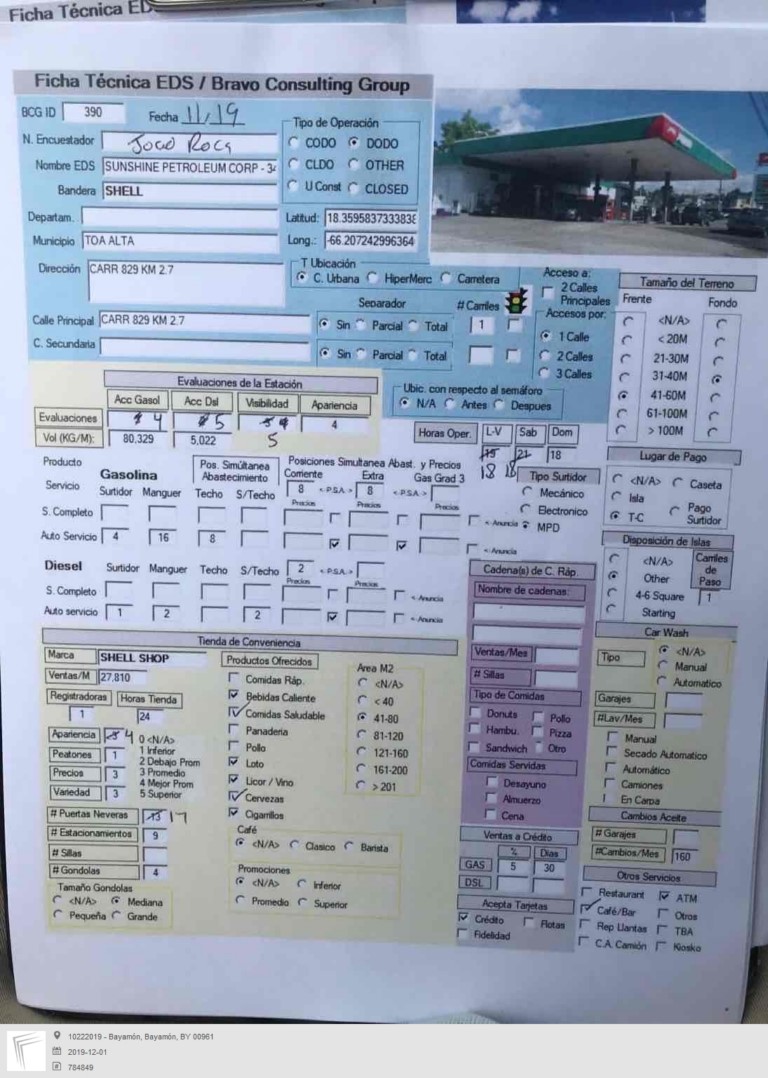 Ficha Técnica ED
Ficha Técnica EDS / Bravo Consulting Group
BCG ID 390 Fecha 11/19
N. Encuestador
Nombre EDS SUNSHINE PETROLEUM CORP - 34
Bandera SHELL
Tipo de Operación
CODO DODO
CLDO OTHER
U Const CLOSED
Departam.
Municipio TOA ALTA
Latitud: 18.3595837333838
Long.: -66.207242996364
Dirección CARR 829 KM 2.7
T Ubicación
C. Urbana HiperMerc Carretera
Separador # Carriles
Calle Principal CARR 829 KM 2.7 Sin Parcial Total 1
C. Secundaria Sin Parcial Total
Acceso a:
2 Calles
Principales
Accesos por:
1 Calle
2 Calles
3 Calles
Tamaño del Terreno
Frente Fondo
<N/A>
< 20M
21-30M
31-40M
41-60M
61-100M
> 100M
Evaluaciones de la Estación
Acc Gasol Acc Dsl Visibilidad Apariencia
Evaluaciones 4 5 4
Vol (KG/M): 80,329 5,022 5
Ubic. con respecto al semáforo
N/A Antes Despues
Horas Oper. L-V Sab Dom
15 21 18
18 18
Producto
Servicio
Gasolina
Surtidor Manguer
Pos. Simúltanea
Abastecimiento
Techo S/Techo
Posiciones Simultanea Abast. y Precios
Corriente Extra Gas Grad 3
8 < P.S.A. > 8 < P.S.A. >
Precios Precios Precios
S. Completo < Anuncia
Auto Servicio 4 16 8 < Anuncia
Tipo Surtidor
Mecánico
Electronico
MPD
Lugar de Pago
<N/A> Caseta
Isla
T-C Pago
Surtidor
Diesel Surtidor Manguer Techo S/Techo 2 < P.S.A. >
Precios Precios
S. Completo < Anuncia
Auto servicio 1 2 2 < Anuncia
Cadena(s) de C. Ráp.
Nombre de cadenas:
Ventas/Mes
# Sillas
Tipo de Comidas
Donuts Pollo
Hambu. Pizza
Sandwich Otro
Comidas Servidas
Desayuno
Almuerzo
Cena
Disposición de Islas
<N/A>
Other
4-6 Square
Starting
Carriles
de
Paso
1
Car Wash
Tipo <N/A>
Manual
Automatico
Garajes
#Lav/Mes
Manual
Secado Automatico
Automático
Camiones
En Carpa
Tienda de Conveniencia
Marca SHELL SHOP
Ventas/M 27,810
Registradoras Horas Tienda
1 24
Apariencia 4
Peatones 1
Precios 3
Variedad 3
0 <N/A>
1 Inferior
2 Debajo Prom
3 Promedio
4 Mejor Prom
5 Superior
# Puertas Neveras 17
# Estacionamientos 9
# Sillas
# Gondolas 4
Tamaño Gondolas
<N/A> Mediana
Pequeña Grande
Productos Ofrecidos
Comidas Ráp.
Bebidas Caliente
Comidas Saludable
Panaderia
Pollo
Loto
Licor / Vino
Cervezas
Cigarrillos
Area M2
<N/A>
< 40
41-80
81-120
121-160
161-200
> 201
Café
<N/A> Clasico Barista
Promociones
<N/A> Inferior
Promedio Superior
Ventas a Crédito
% Dias
GAS 5 30
DSL
Acepta Tarjetas
Crédito Flotas
Fidelidad
Cambios Aceite
# Garajes
#Cambios/Mes 160
Otros Servicios
Restaurant ATM
Café/Bar Otros
Rep Llantas TBA
C.A. Camión Kiosko
10222019 - Bayamón, Bayamón, BY 00961
2019-12-01
784849